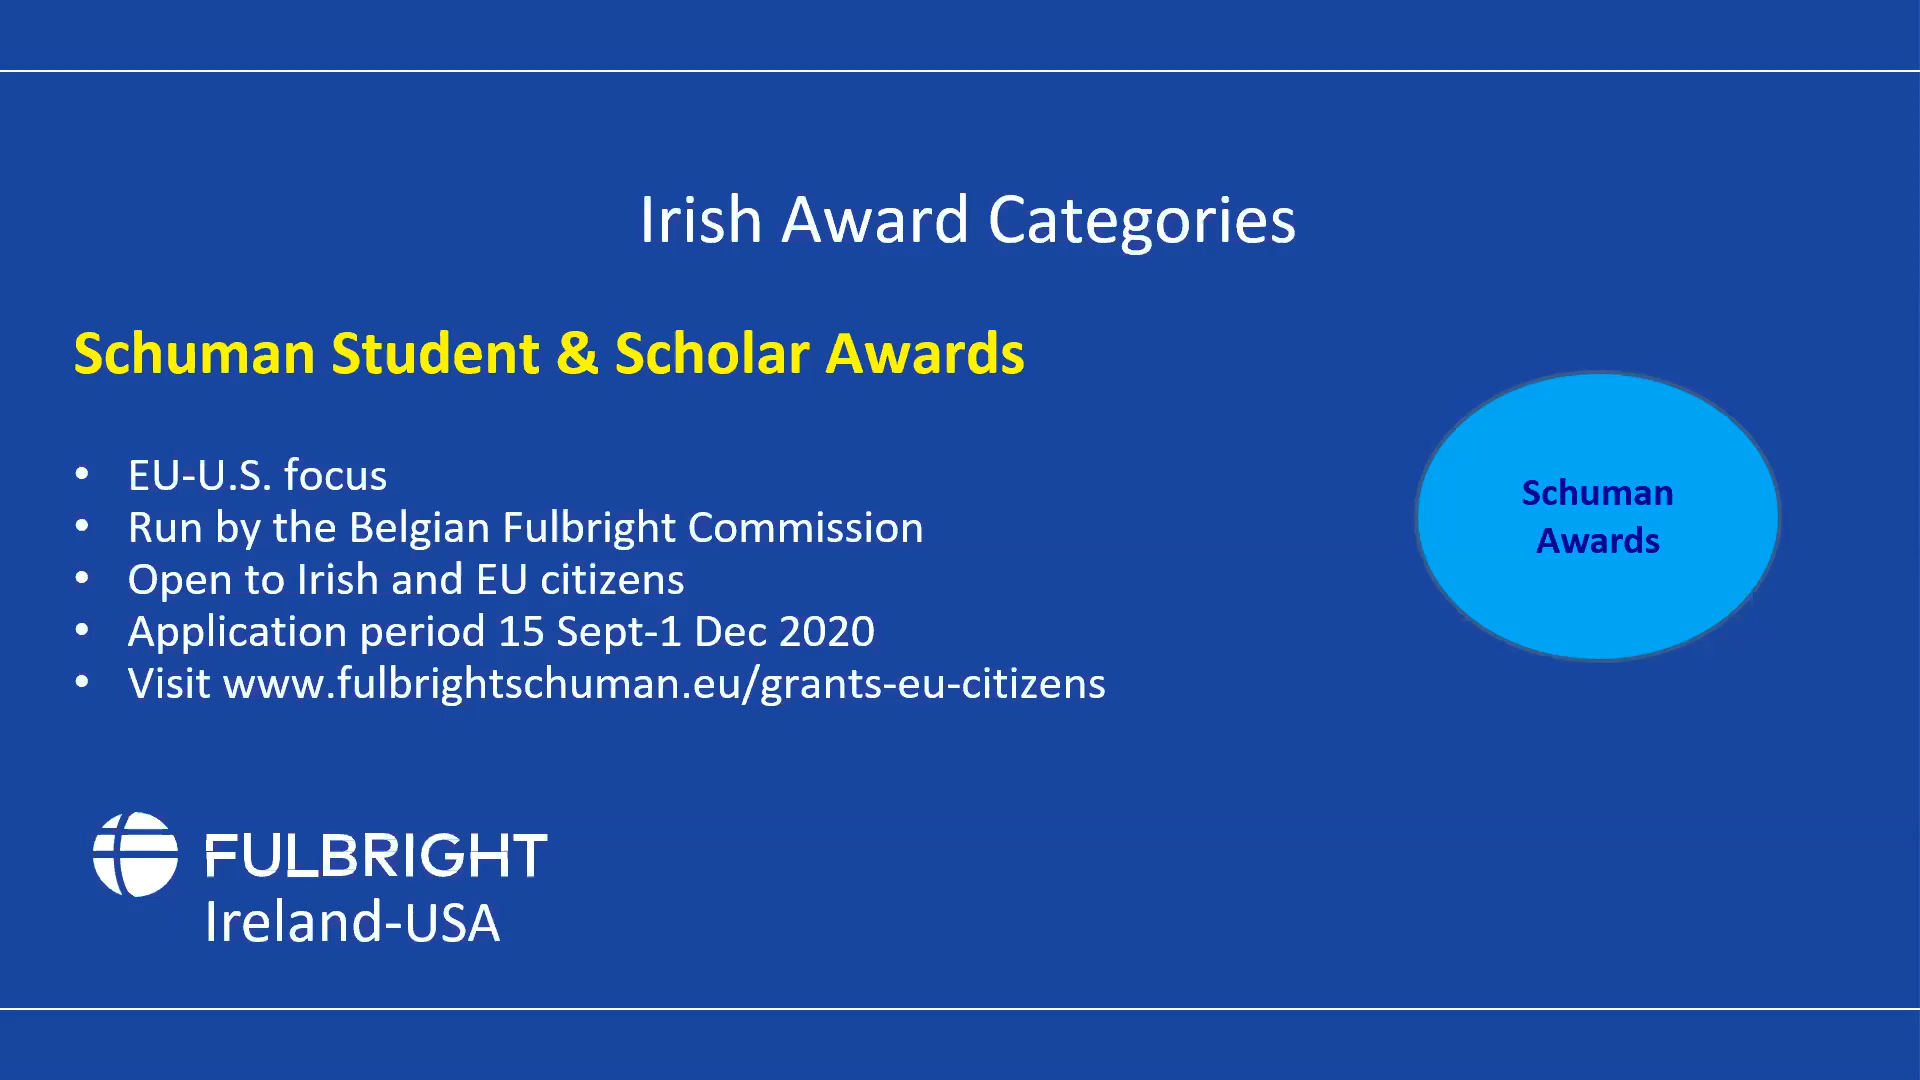 Irish Award Categories
Schuman Student & Scholar Awards
• EU-U.S. focus
• Run by the Belgian Fulbright Commission
• Open to Irish and EU citizens
• Application period 15 Sept-1 Dec 2020
• Visit www.fulbrightschuman.eu/grants-eu-citizens
Schuman
Awards
FULBRIGHT
Ireland-USA